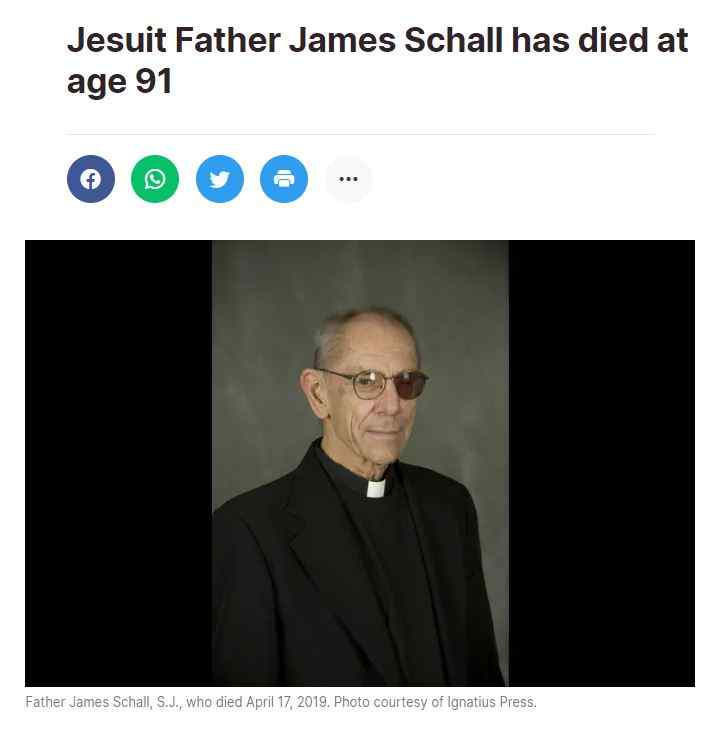 Jesuit Father James Schall has died at
age 91
Father James Schall, S.J., who died April 17, 2019. Photo courtesy of Ignatius Press.